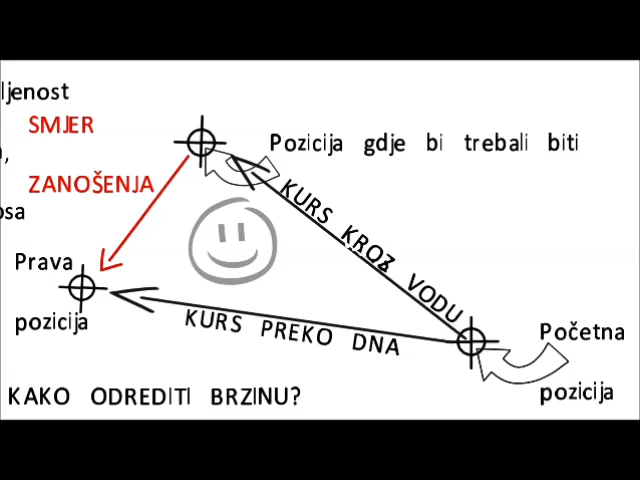 ljenost
SMJER
Pozicija gdje bi trebali biti
ZANOŠENJA
KURS KROZ VODU
osa
Prava
pozicija
KURS PREKO DNA
Početna
pozicija
KAKO ODREDITI BRZINU?